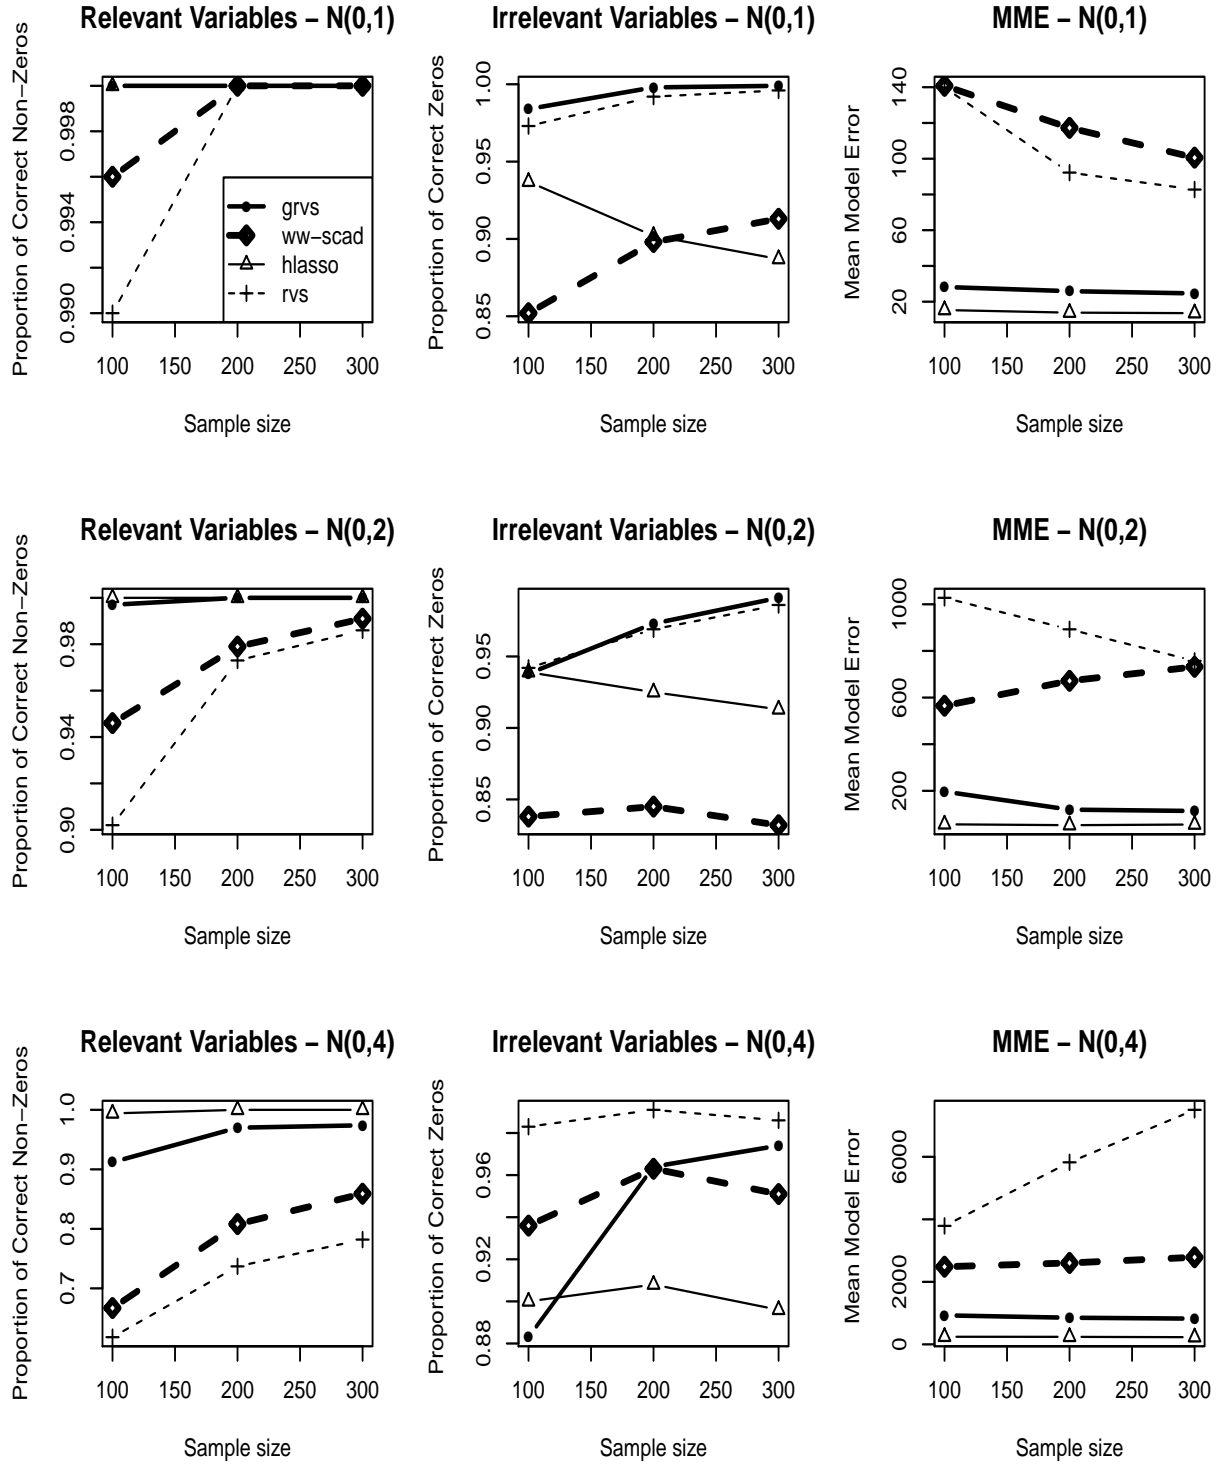 Relevant Variables – N(0,1)
Proportion of Correct Non−Zeros
0.990
0.994
0.998
grvs
ww−scad
hlasso
rvs
100 150 200 250 300
Sample size
Irrelevant Variables – N(0,1)
Proportion of Correct Zeros
0.85
0.90
0.95
1.00
100 150 200 250 300
Sample size
MME – N(0,1)
Mean Model Error
20
60
100
140
100 150 200 250 300
Sample size
Relevant Variables – N(0,2)
Proportion of Correct Non−Zeros
0.90
0.94
0.98
100 150 200 250 300
Sample size
Irrelevant Variables – N(0,2)
Proportion of Correct Zeros
0.85
0.90
0.95
100 150 200 250 300
Sample size
MME – N(0,2)
Mean Model Error
200
600
1000
100 150 200 250 300
Sample size
Relevant Variables – N(0,4)
Proportion of Correct Non−Zeros
0.7
0.8
0.9
1.0
100 150 200 250 300
Sample size
Irrelevant Variables – N(0,4)
Proportion of Correct Zeros
0.88
0.92
0.96
100 150 200 250 300
Sample size
MME – N(0,4)
Mean Model Error
0
2000
6000
100 150 200 250 300
Sample size